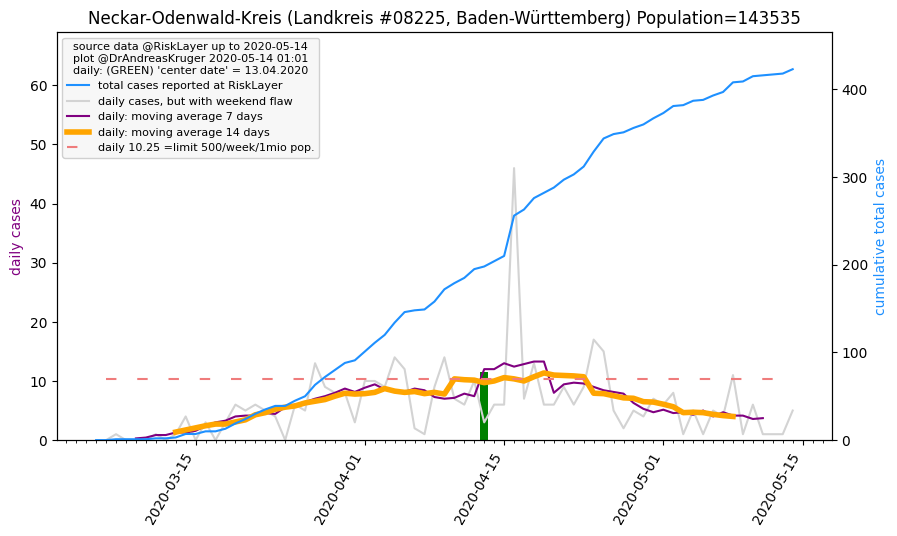 Neckar-Odenwald-Kreis (Landkreis #08225, Baden-Württemberg) Population=143535
source data @RiskLayer up to 2020-05-14
plot @DrAndreasKruger 2020-05-14 01:01
daily: (GREEN) 'center date' = 13.04.2020
total cases reported at RiskLayer
daily cases, but with weekend flaw
daily: moving average 7 days
daily: moving average 14 days
daily 10.25 =limit 500/week/1mio pop.
daily cases
60
50
40
30
20
10
0
cumulative total cases
400
300
200
100
0
2020-03-15
2020-04-01
2020-04-15
2020-05-01
2020-05-15